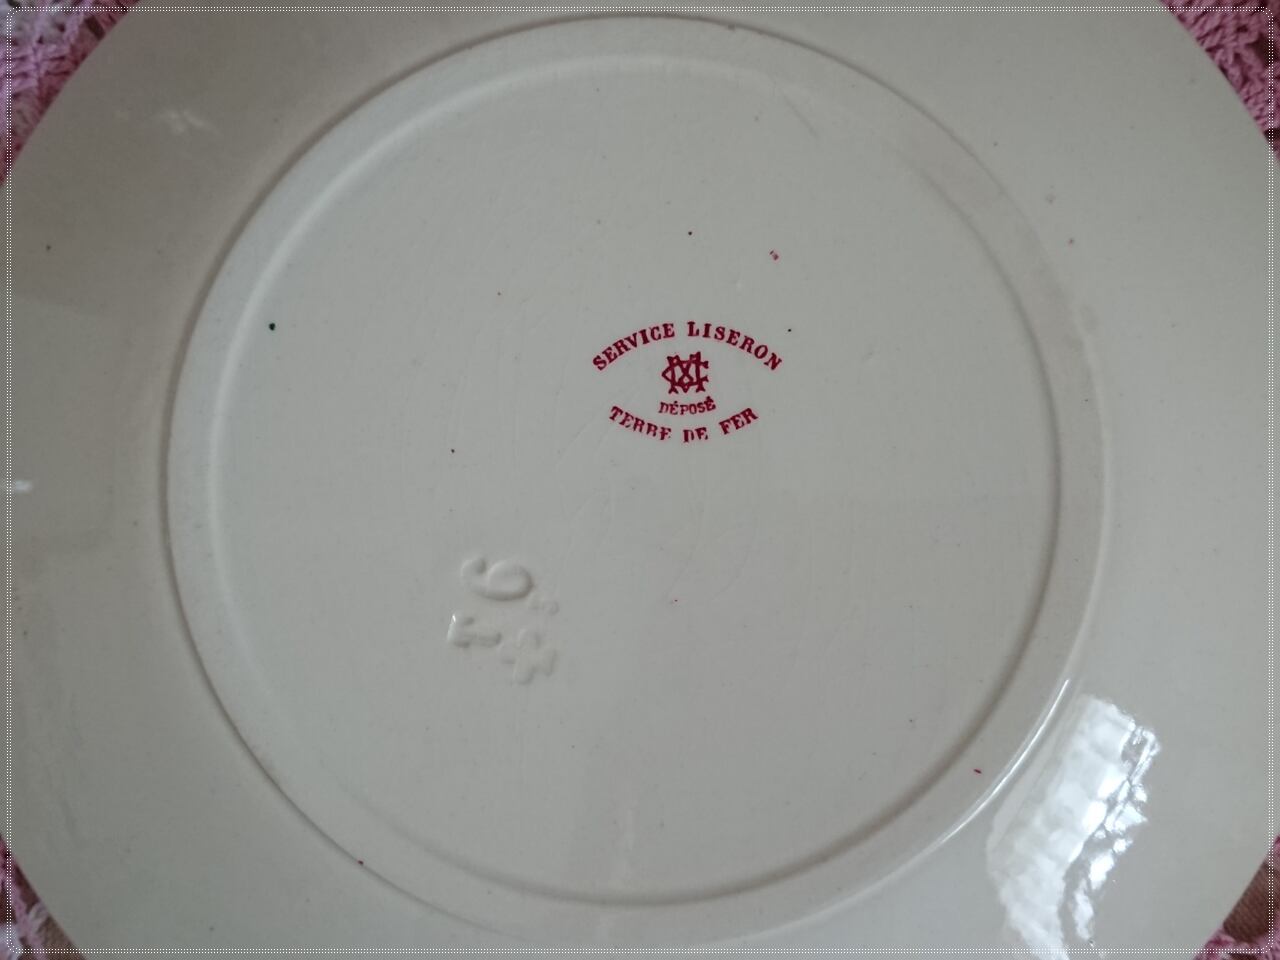 SERVICE LISERON
DÉPOSÉ
TERRE DE FER